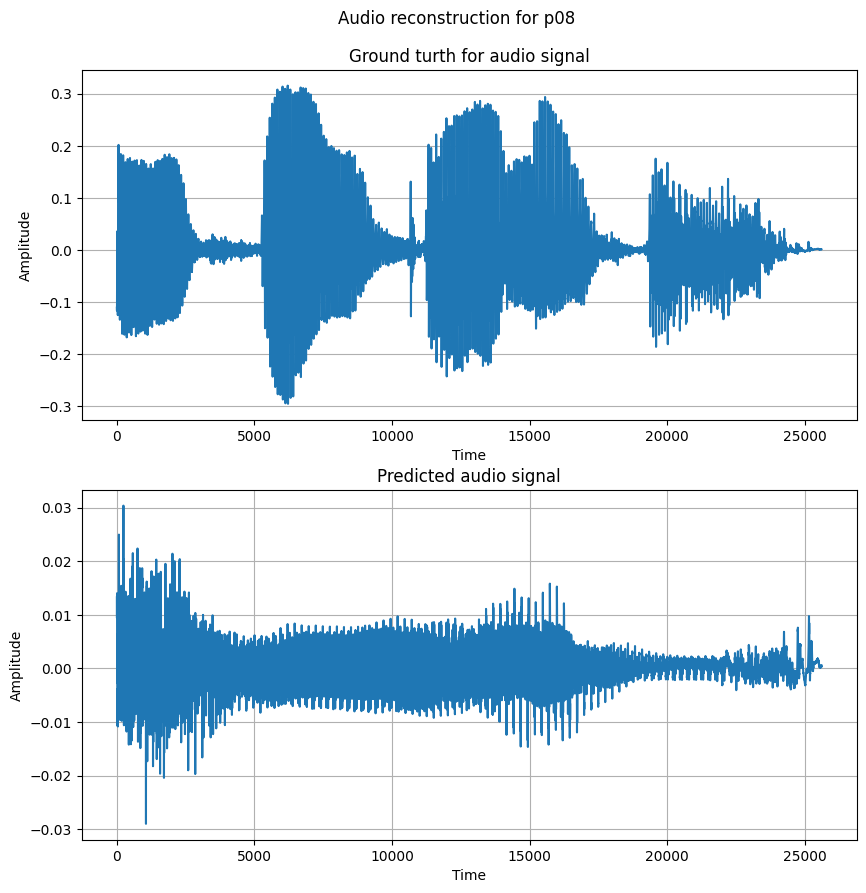 Audio reconstruction for p08
Ground turth for audio signal
0.3
0.2
0.1
0.0
−0.1
−0.2
−0.3
Amplitude
0 5000 10000 15000 20000 25000
Time
Predicted audio signal
0.03
0.02
0.01
0.00
−0.01
−0.02
−0.03
Amplitude
0 5000 10000 15000 20000 25000
Time